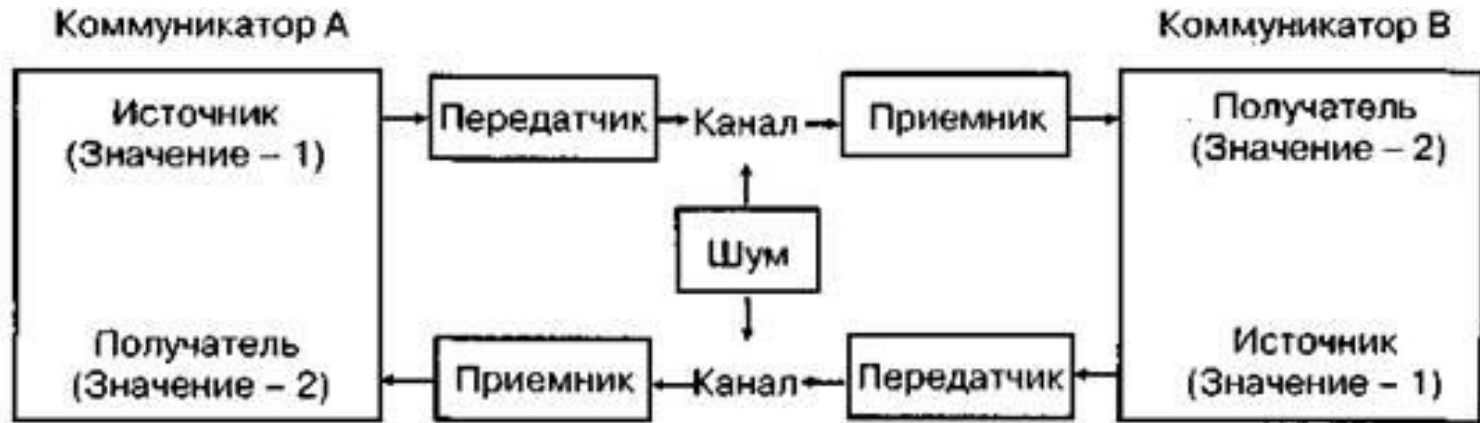 Коммуникатор А
Коммуникатор В
Источник
(Значение – 1)
Передатчик
Канал
Приемник
Получатель
(Значение – 2)
Шум
Получатель
(Значение – 2)
Приемник
Канал
Передатчик
Источник
(Значение – 1)